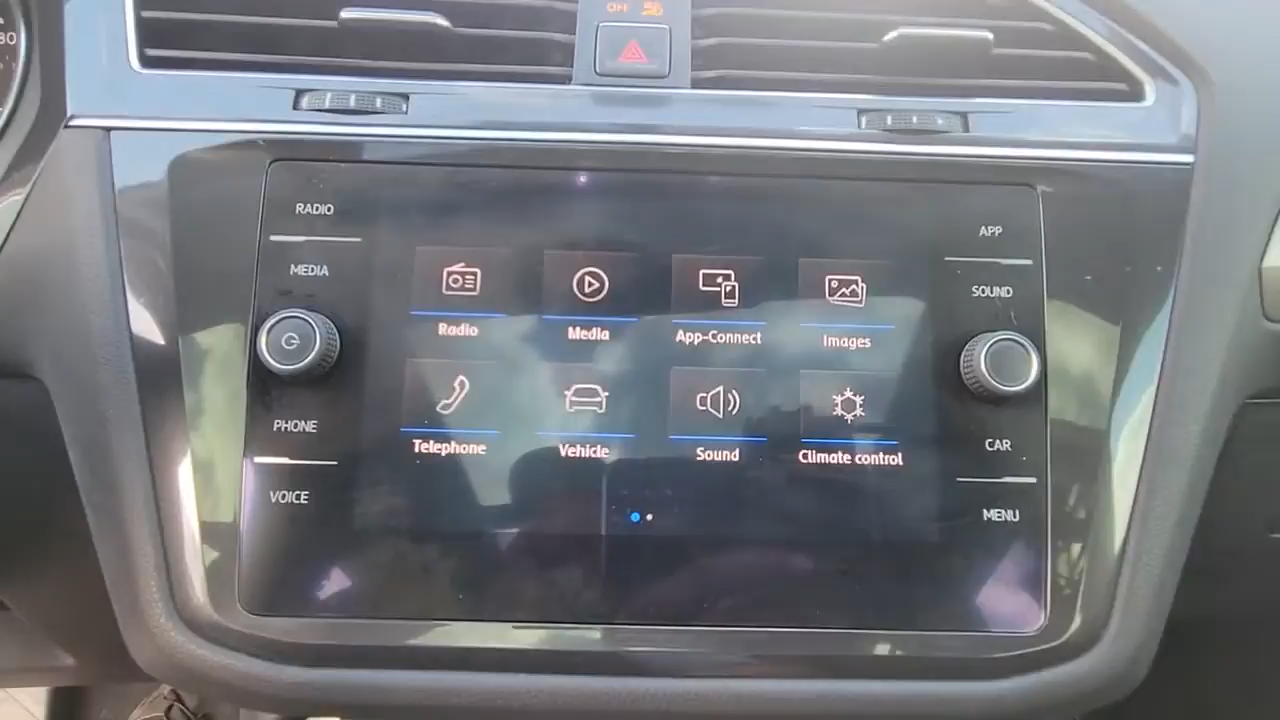 80
OFF
RADIO
MEDIA
PHONE
VOICE
Radio
Media
App-Connect
Images
Telephone
Vehicle
Sound
Climate control
APP
SOUND
CAR
MENU